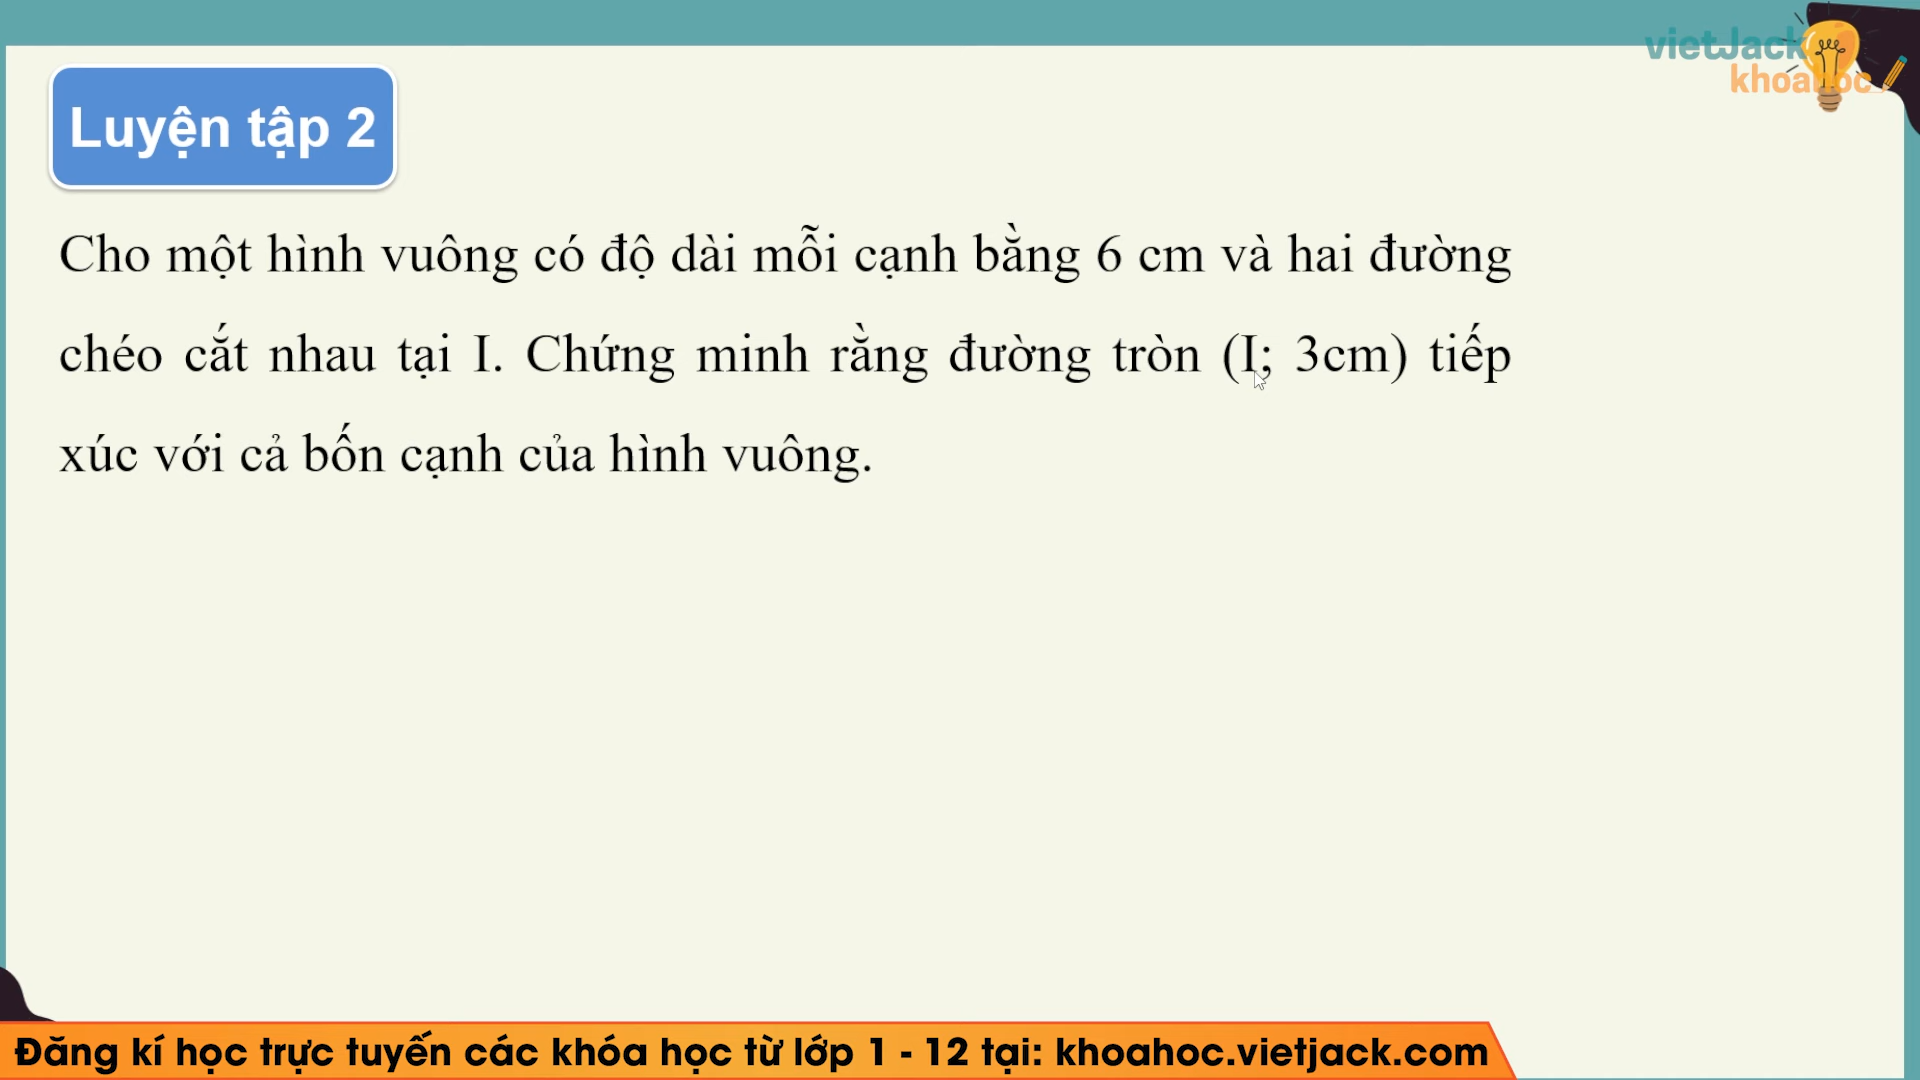 vietJack
khoahoc
Luyện tập 2
Cho một hình vuông có độ dài mỗi cạnh bằng 6 cm và hai đường
chéo cắt nhau tại I. Chứng minh rằng đường tròn (I; 3cm) tiếp
xúc với cả bốn cạnh của hình vuông.
Đăng kí học trực tuyến các khóa học từ lớp 1 - 12 tại: khoahoc.vietjack.com